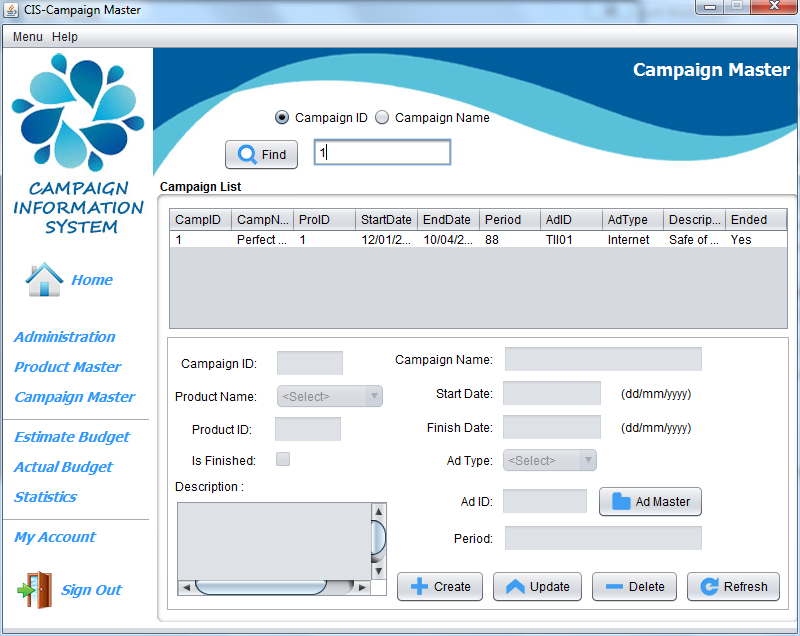 CIS-Campaign Master
Menu Help
Campaign Master
Campaign ID Campaign Name
Find 1
CAMPAIGN
INFORMATION
SYSTEM
Home
Administration
Product Master
Campaign Master
Estimate Budget
Actual Budget
Statistics
My Account
Sign Out
Campaign List
CampID CampN... ProID StartDate EndDate Period AdID AdType Descrip... Ended
1 Perfect ... 1 12/01/2... 10/04/2... 88 TII01 Internet Safe of ... Yes
Campaign ID: Campaign Name:
Product Name: <Select> Start Date: (dd/mm/yyyy)
Product ID: Finish Date: (dd/mm/yyyy)
Is Finished: Ad Type: <Select>
Description :
Ad ID: Ad Master
Period:
Create Update Delete Refresh